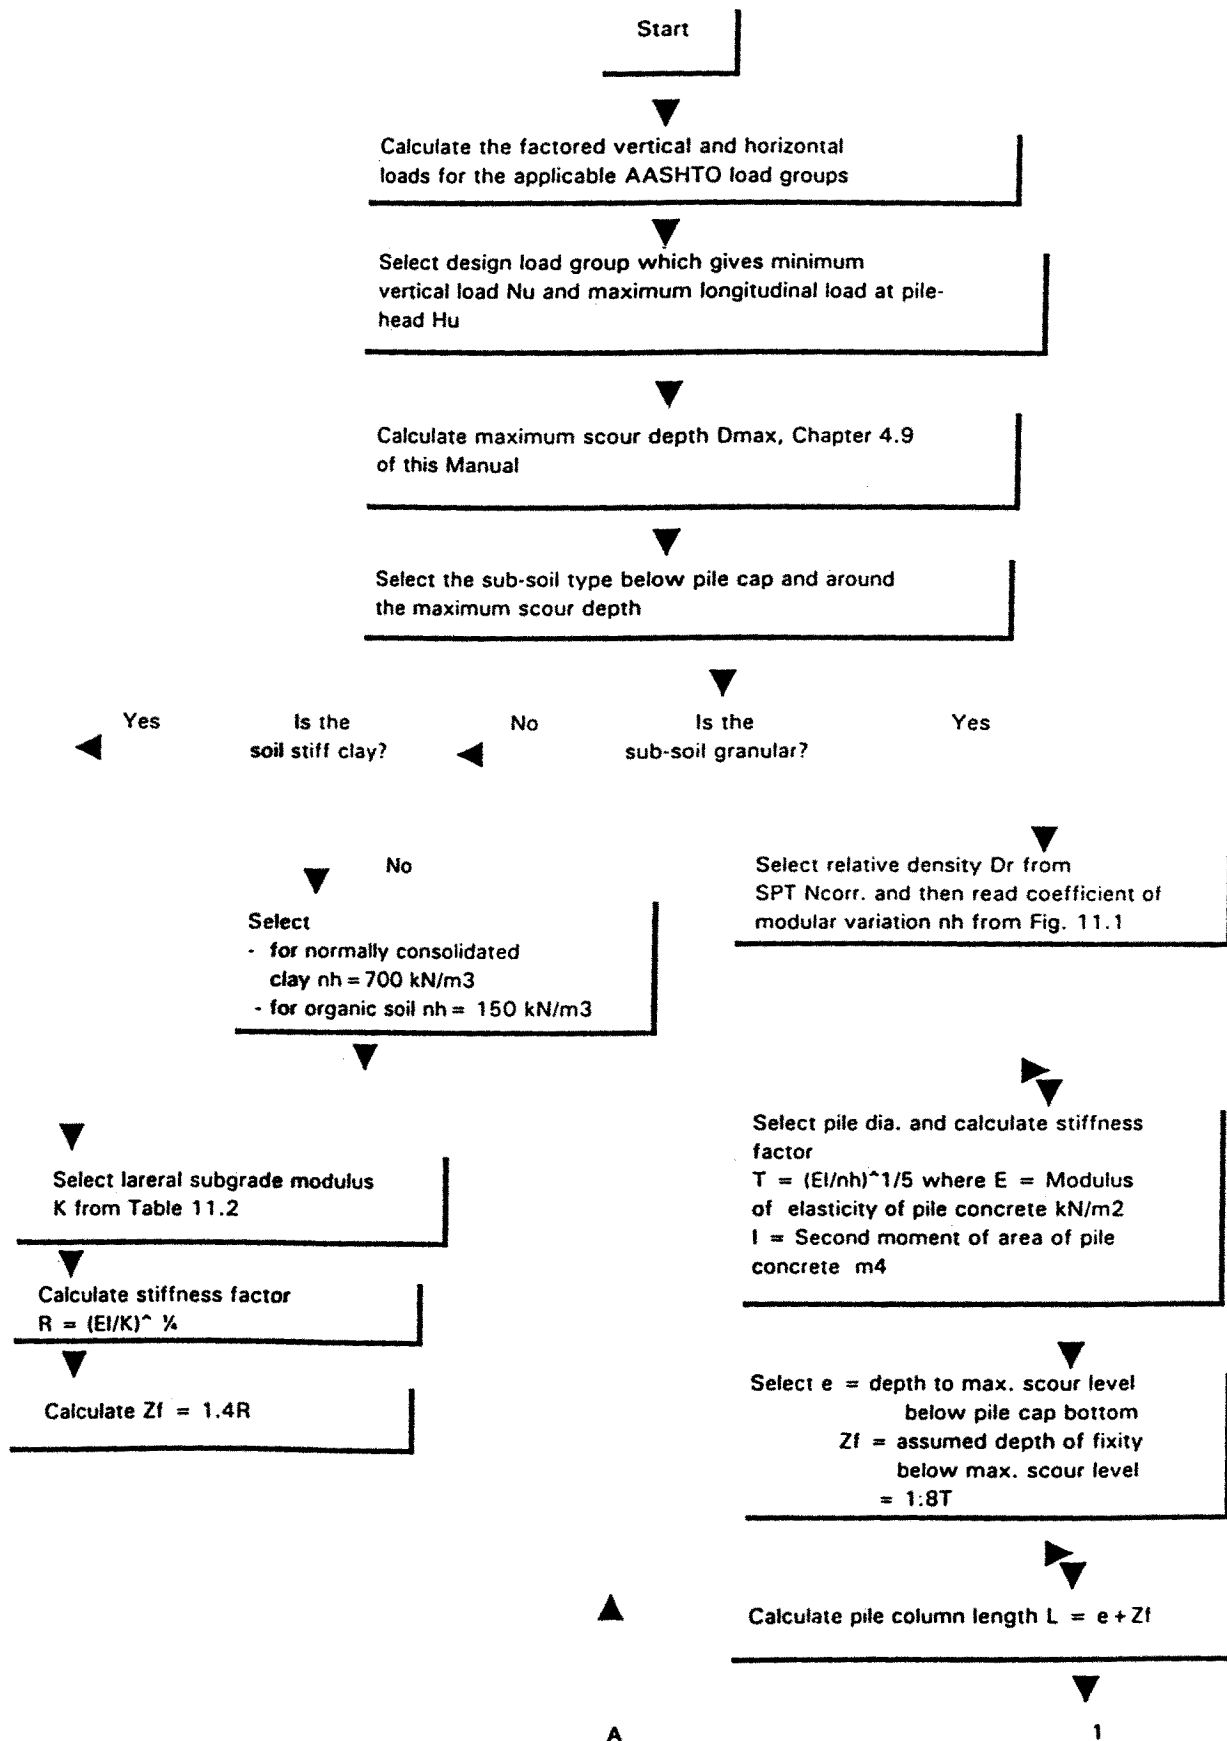 Start
Calculate the factored vertical and horizontal
loads for the applicable AASHTO load groups
Select design load group which gives minimum
vertical load Nu and maximum longitudinal load at pile-
head Hu
Calculate maximum scour depth Dmax, Chapter 4.9
of this Manual
Select the sub-soil type below pile cap and around
the maximum scour depth
Yes
Is the
soil stiff clay?
No
Is the
sub-soil granular?
Yes
No
Select
- for normally consolidated
clay nh = 700 kN/m3
- for organic soil nh = 150 kN/m3
Select relative density Dr from
SPT Ncorr. and then read coefficient of
modular variation nh from Fig. 11.1
Select lareral subgrade modulus
K from Table 11.2
Calculate stiffness factor
R = (EI/K)^ ¼
Calculate Zf = 1.4R
Select pile dia. and calculate stiffness
factor
T = (EI/nh)^1/5 where E = Modulus
of elasticity of pile concrete kN/m2
I = Second moment of area of pile
concrete m4
Select e = depth to max. scour level
below pile cap bottom
Zf = assumed depth of fixity
below max. scour level
= 1:8T
Calculate pile column length L = e + Zf
A
1